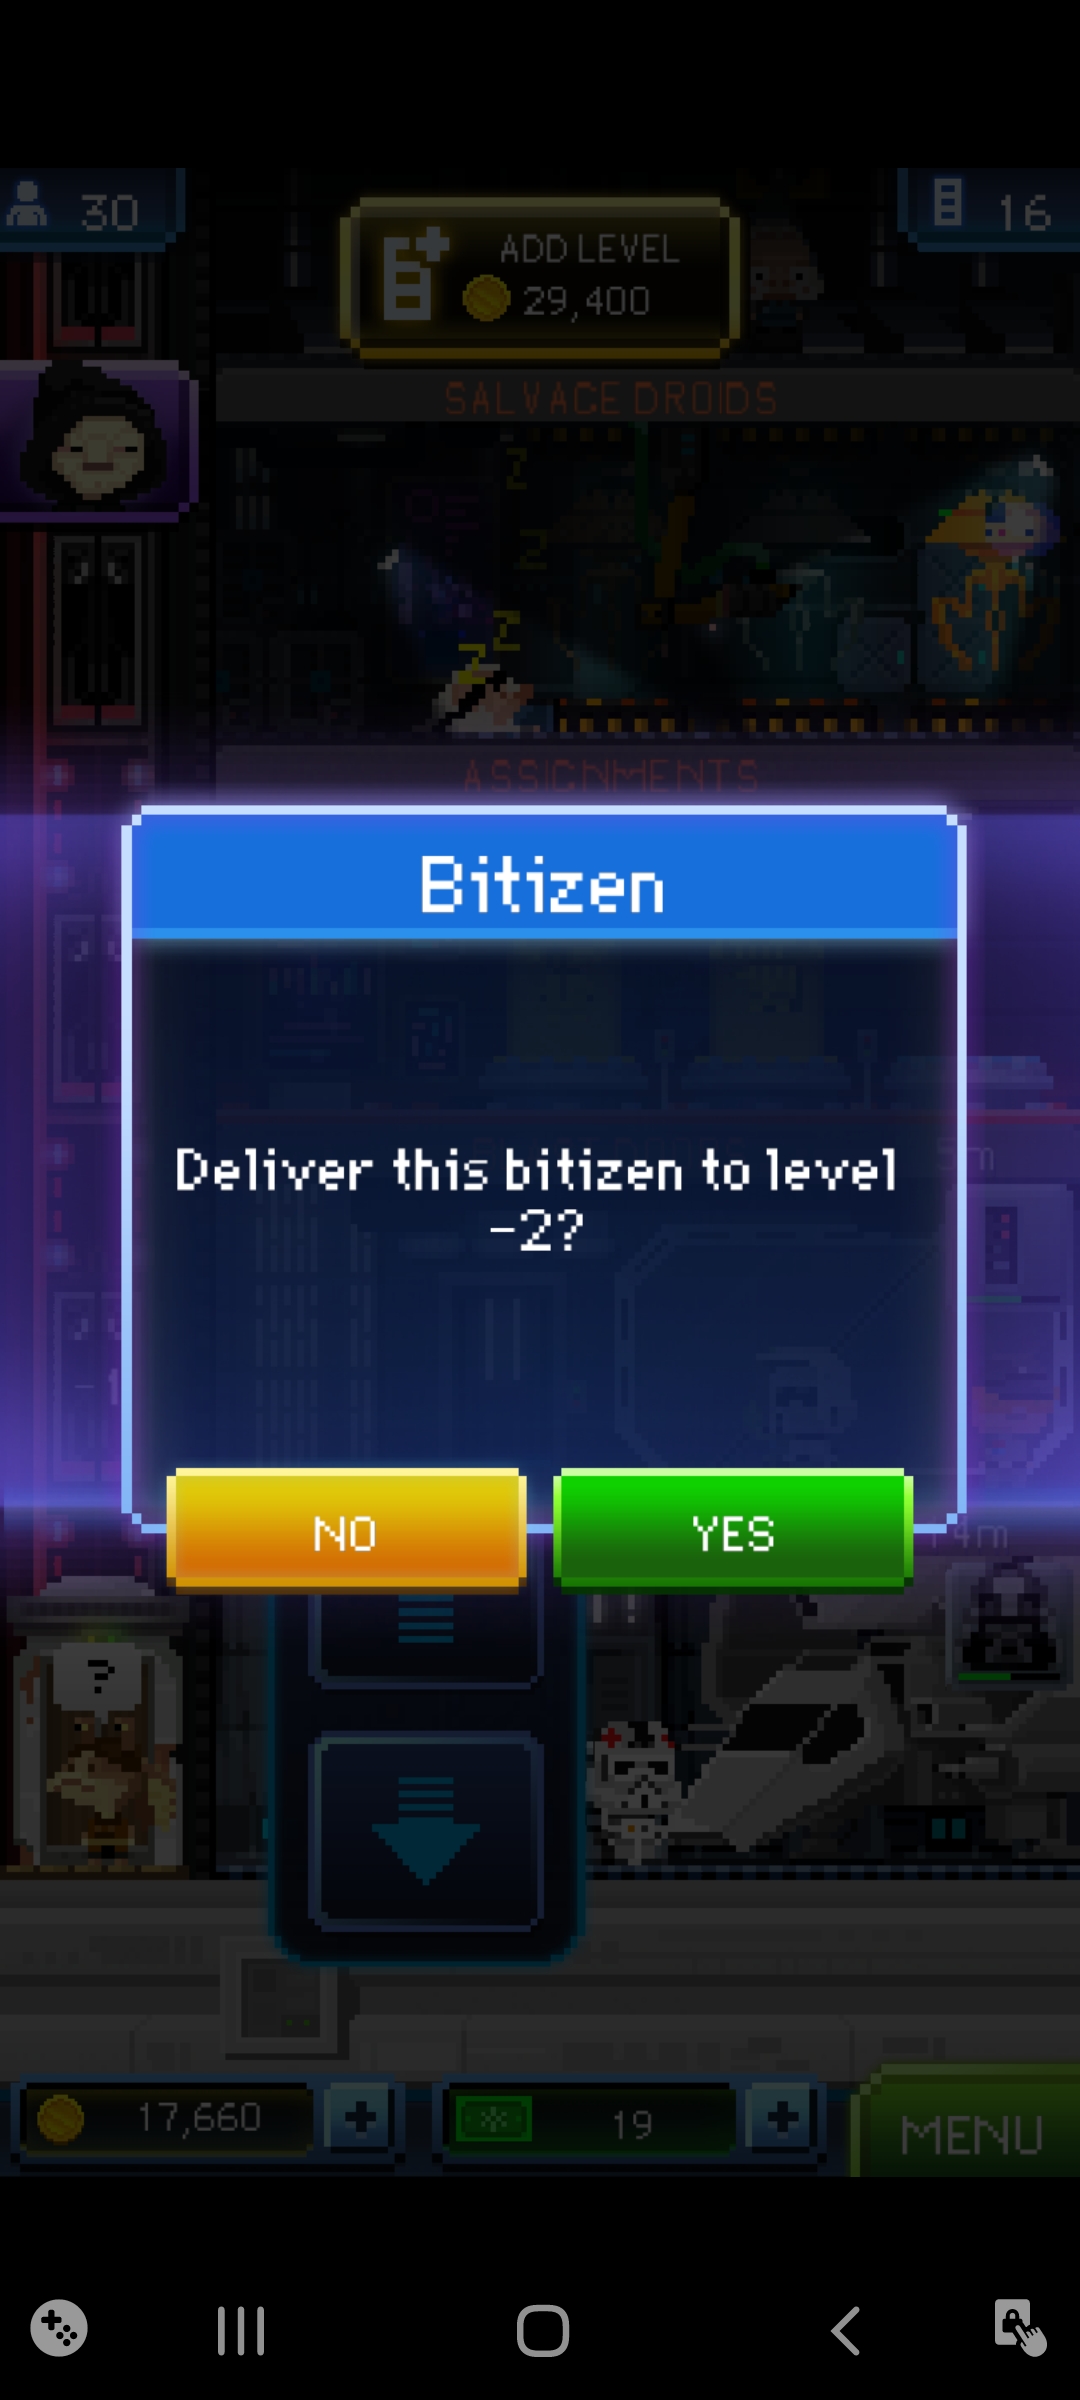 30
ADD LEVEL
29,400
16
SALVAGE DROIDS
Z
Z
Z
Z
ASSIGNMENTS
Bitizen
Deliver this bitizen to level
-2?
NO
YES
?
17,660
19
MENU